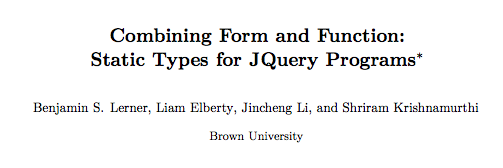 Combining Form and Function:
Static Types for JQuery Programs*
Benjamin S. Lerner, Liam Elberty, Jincheng Li, and Shriram Krishnamurthi
Brown University